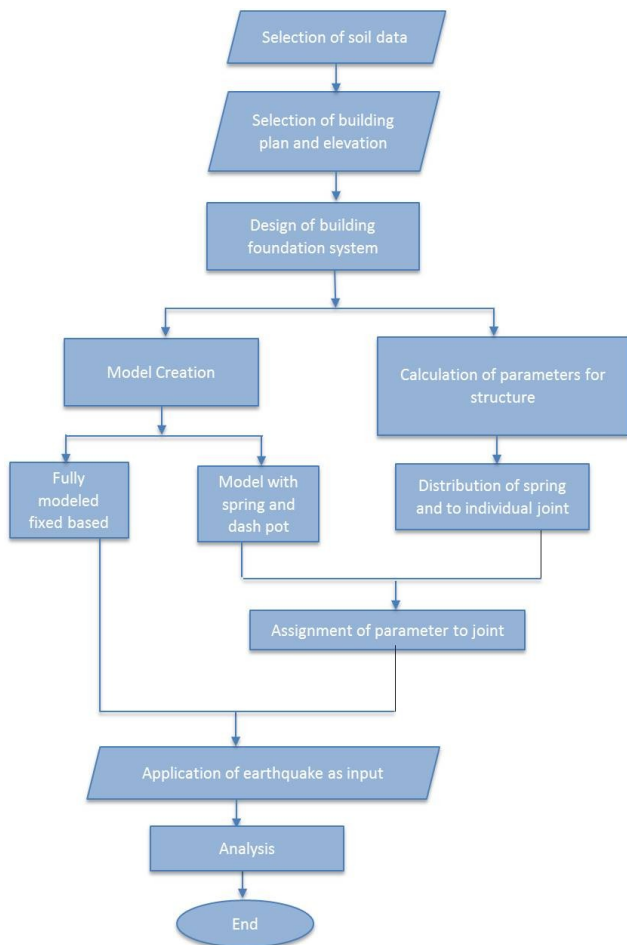 Selection of soil data
Selection of building
plan and elevation
Design of building
foundation system
Model Creation
Calculation of parameters for
structure
Fully
modeled
fixed based
Model with
spring and
dash pot
Distribution of spring
and to individual joint
Assignment of parameter to joint
Application of earthquake as input
Analysis
End